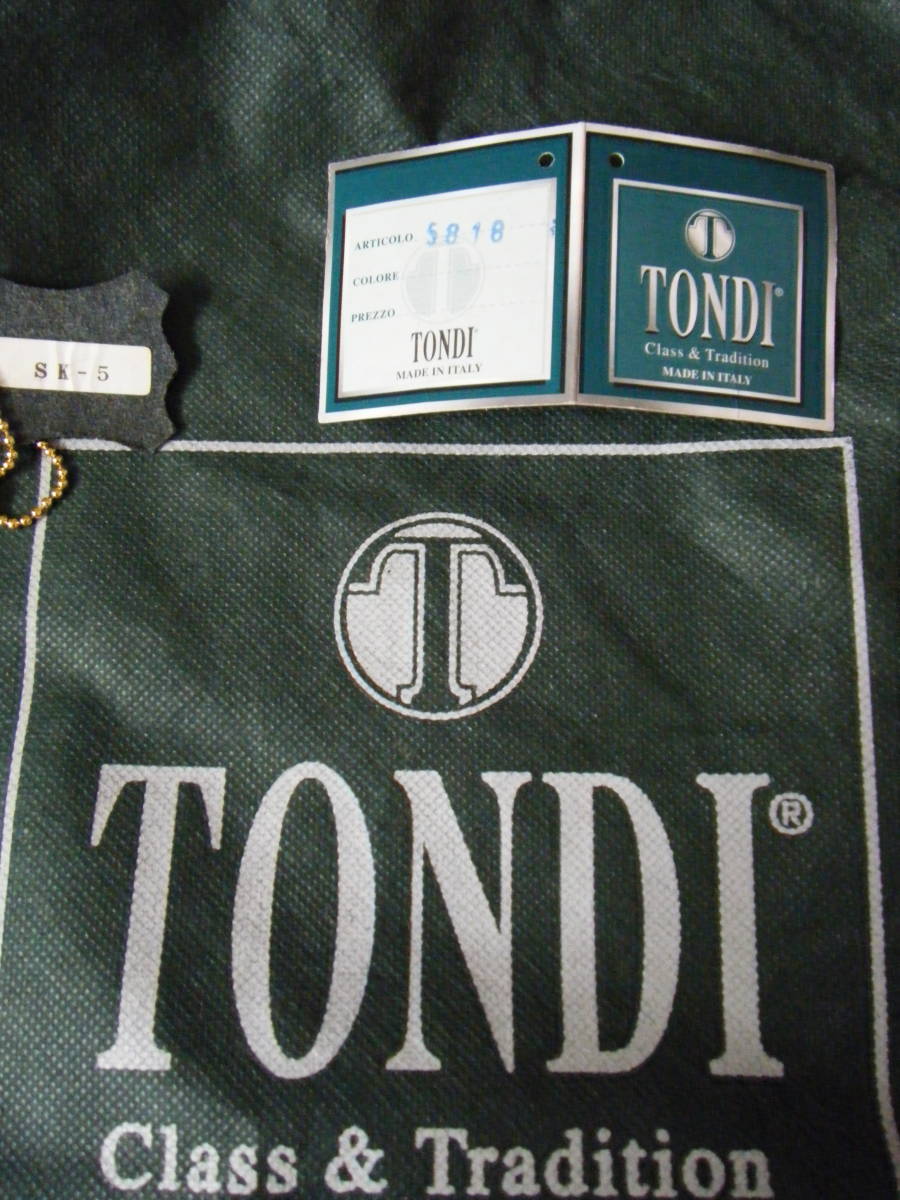 ARTICOLO 5818
COLORE
PREZZO
TONDI
MADE IN ITALY
T
TONDI®
Class & Tradition
MADE IN ITALY
SK-5
T
TONDI®
Class & Tradition